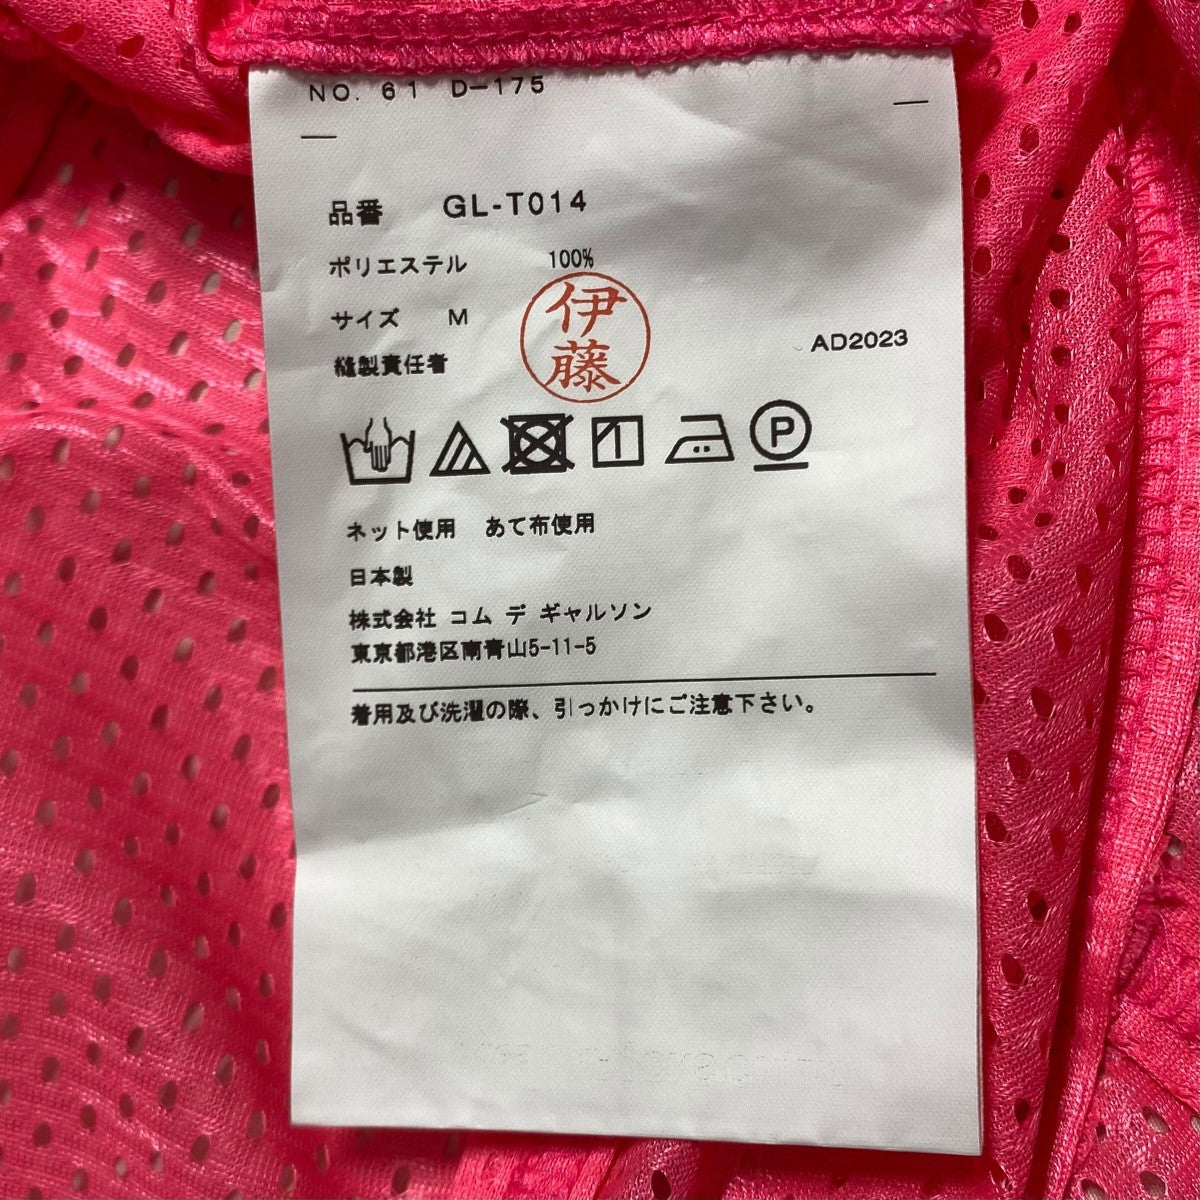 NO. 61 D-175
品番 GL-T014
ポリエステル 100%
サイズ M
伊藤
AD2023
縫製責任者
ネット使用 あて布使用
日本製
株式会社 コム デ ギャルソン
東京都港区南青山5-11-5
着用及び洗濯の際、引っかけにご注意下さい。